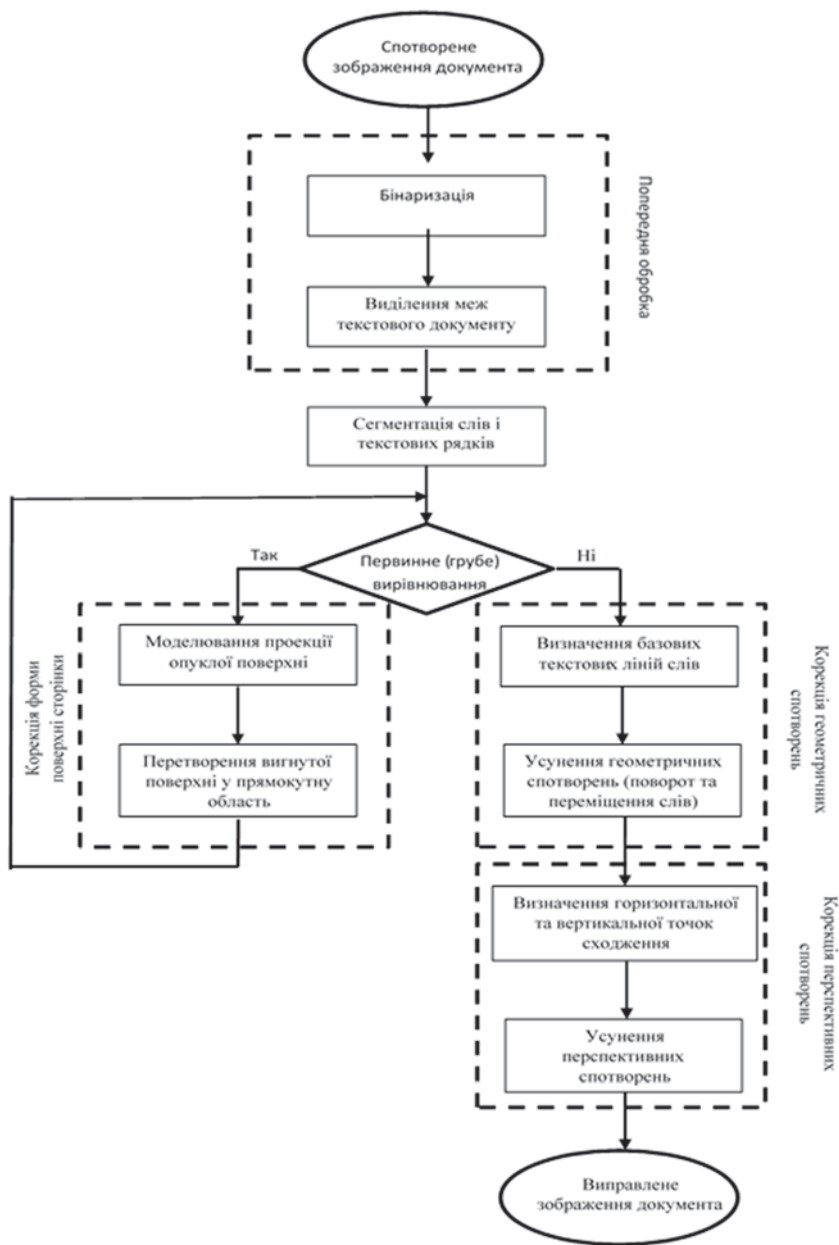 Спотворене
зображення документа
Попередня обробка
Бінаризація
Виділення меж
текстового документу
Сегментація слів і
текстових рядків
Первинне (грубе)
вирівнювання
Так
Ні
Корекція форми
поверхні сторінки
Моделювання проекції
опуклої поверхні
Перетворення вигнутої
поверхні у прямокутну
область
Визначення базових
текстових ліній слів
Усунення геометричних
спотворень (поворот та
переміщення слів)
Корекція геометричних
спотворень
Визначення горизонтальної
та вертикальної точок
сходження
Усунення
перспективних
спотворень
Корекція перспективних
спотворень
Виправлене
зображення документа